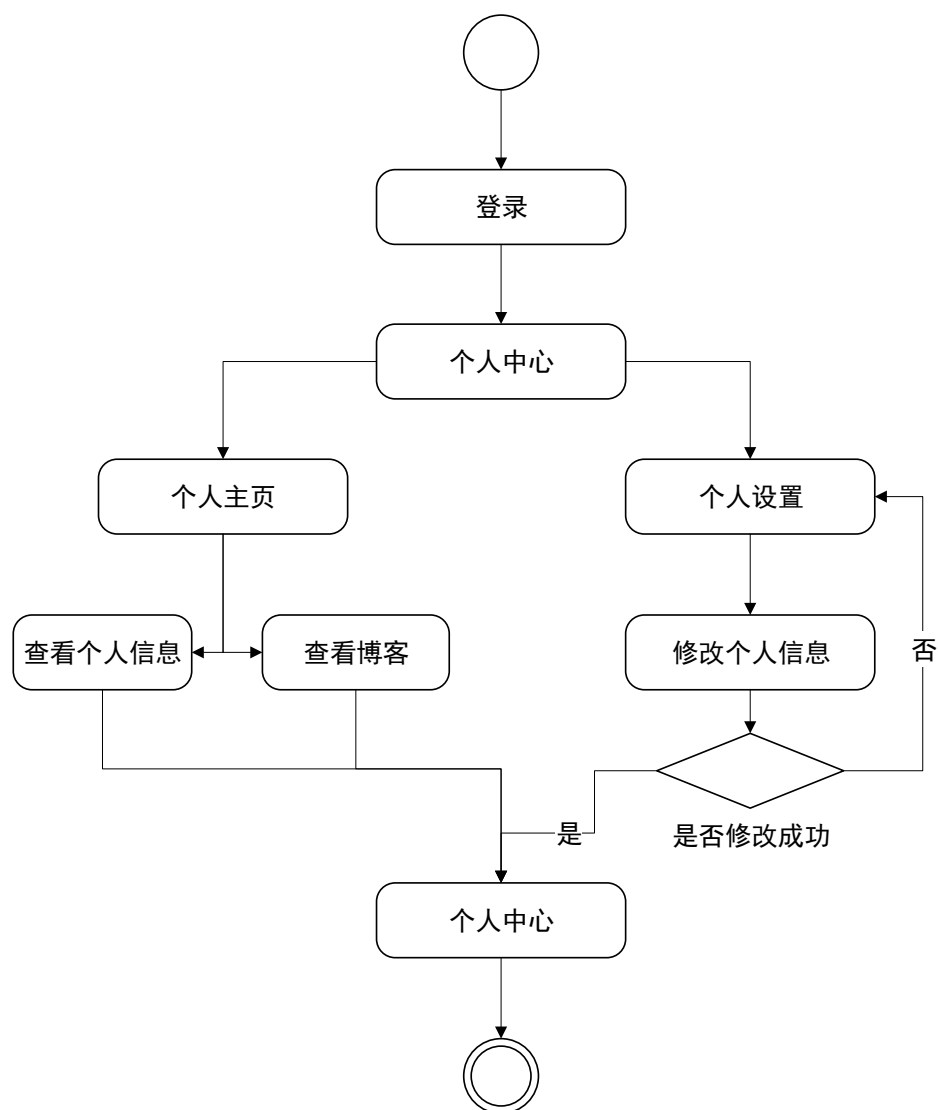 登录
个人中心
个人主页
个人设置
查看个人信息
查看博客
修改个人信息
否
是
是否修改成功
个人中心